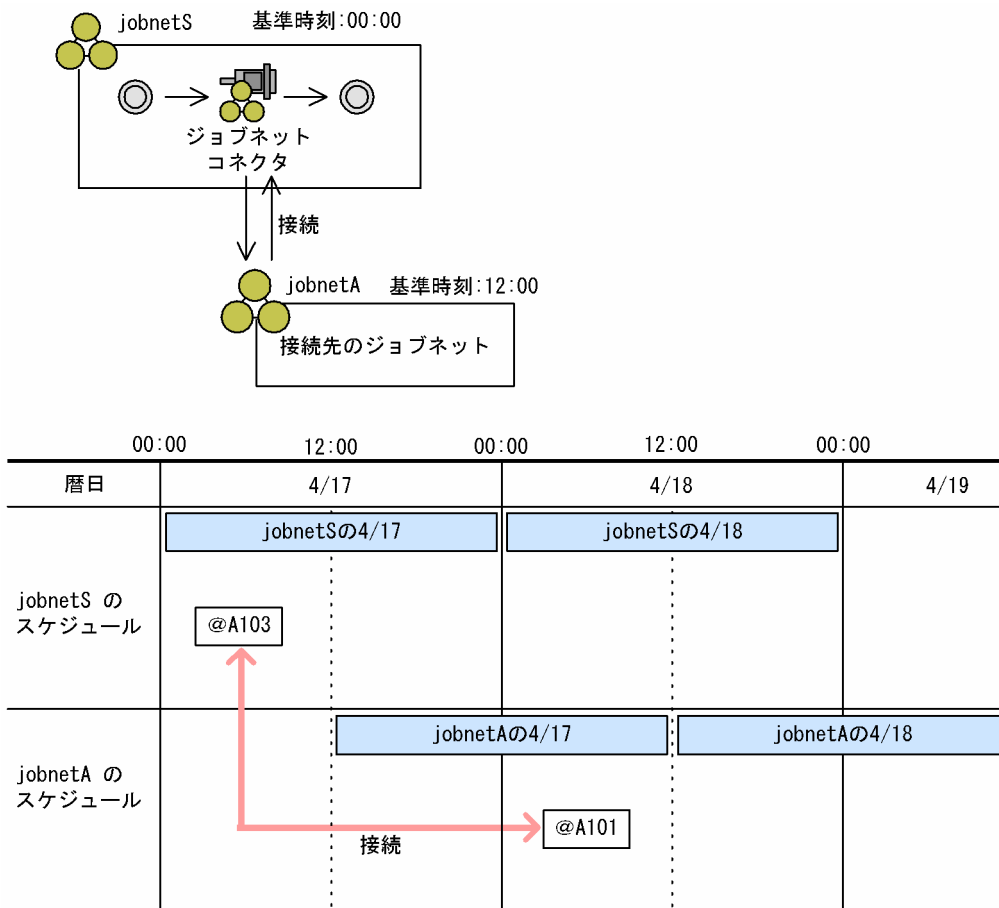 jobnetS 基準時刻:00:00
ジョブネット
コネクタ
接続
jobnetA 基準時刻:12:00
接続先のジョブネット
00:00 12:00 00:00 12:00 00:00
暦日 4/17 4/18 4/19
jobnetSの4/17 jobnetSの4/18
jobnetS の
スケジュール
@A103
jobnetAの4/17 jobnetAの4/18
jobnetA の
スケジュール
@A101
接続